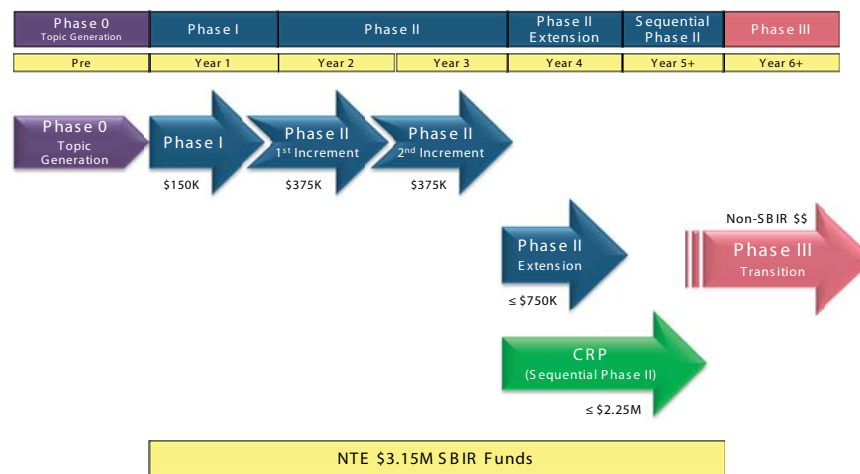 Phase 0
Topic Generation
Phase I
Phase II
Phase II
Extension
Sequential
Phase II
Phase III
Pre
Year 1
Year 2
Year 3
Year 4
Year 5+
Year 6+
Phase 0
Topic
Generation
Phase I
Phase II
1st Increment
Phase II
2nd Increment
$150K
$375K
$375K
Non-SBIR $$
Phase II
Extension
Phase III
Transition
≤ $750K
CRP
(Sequential Phase II)
≤ $2.25M
NTE $3.15M SBIR Funds